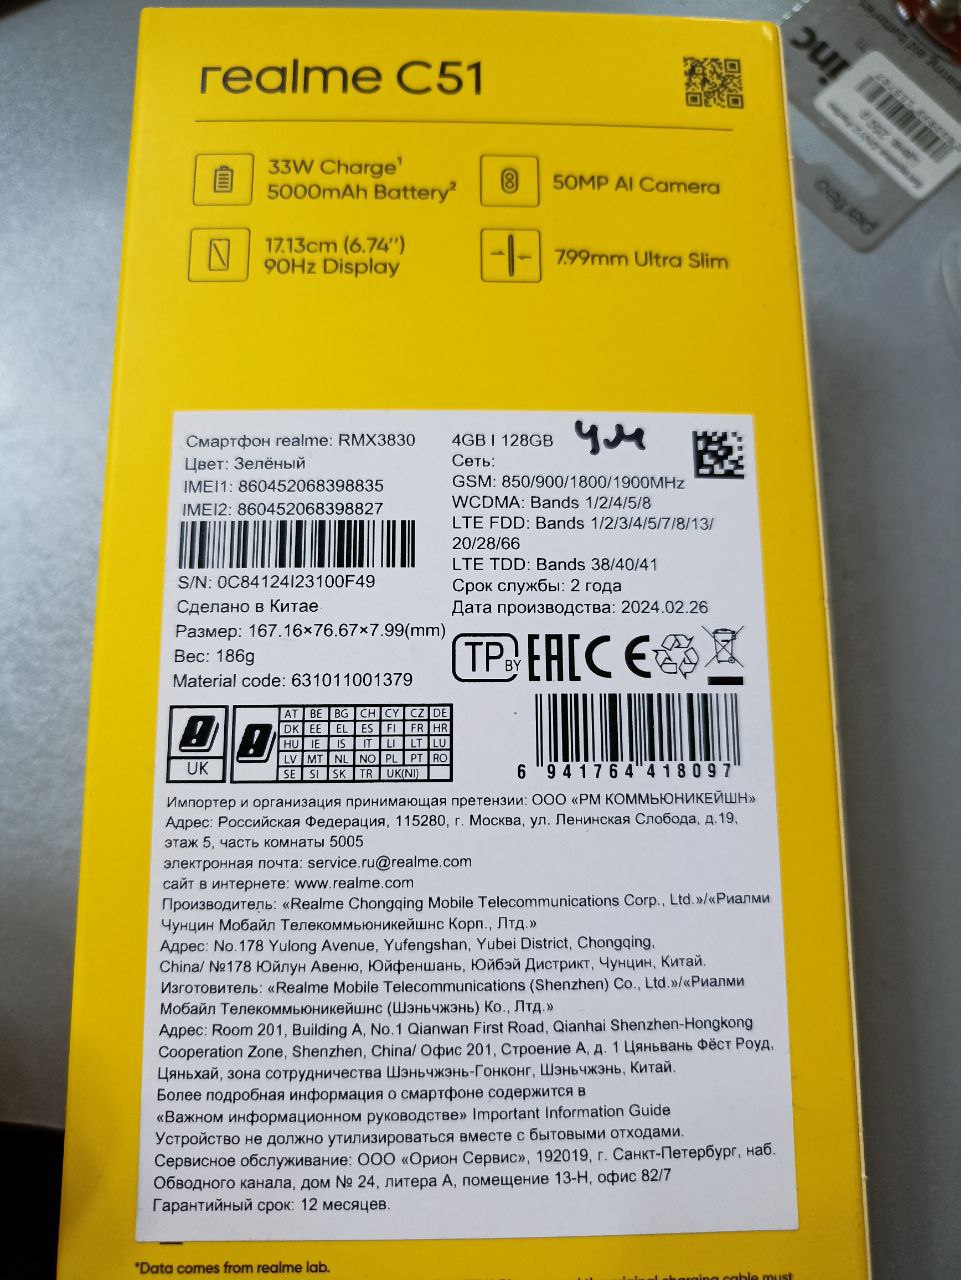 realme C51
33W Charge¹
5000mAh Battery²
50MP AI Camera
17.13cm (6.74'')
90Hz Display
7.99mm Ultra Slim
Смартфон realme: RMX3830
Цвет: Зелёный
IMEI1: 860452068398835
IMEI2: 860452068398827
S/N: 0C84124I23100F49
Сделано в Китае
Размер: 167.16×76.67×7.99(mm)
Вес: 186g
Material code: 631011001379
4GB I 128GB
Сеть:
GSM: 850/900/1800/1900MHz
WCDMA: Bands 1/2/4/5/8
LTE FDD: Bands 1/2/3/4/5/7/8/13/
20/28/66
LTE TDD: Bands 38/40/41
Срок службы: 2 года
Дата производства: 2024.02.26
TP BY EAC CE
UK
AT BE BG CH CY CZ DE
DK EE EL ES FI FR HR
HU IE IS IT LI LT LU
LV MT NL NO PL PT RO
SE SI SK TR UK(NI)
6 941764 418097
Импортер и организация принимающая претензии: ООО «РМ КОММЬЮНИКЕЙШН»
Адрес: Российская Федерация, 115280, г. Москва, ул. Ленинская Слобода, д.19,
этаж 5, часть комнаты 5005
электронная почта: service.ru@realme.com
сайт в интернете: www.realme.com
Производитель: «Realme Chongqing Mobile Telecommunications Corp., Ltd.»/«Риалми
Чунцин Мобайл Телекоммьюникейшнс Корп., Лтд.»
Адрес: No.178 Yulong Avenue, Yufengshan, Yubei District, Chongqing,
China/ №178 Юйлун Авеню, Юйфеншань, Юйбэй Дистрикт, Чунцин, Китай.
Изготовитель: «Realme Mobile Telecommunications (Shenzhen) Co., Ltd.»/«Риалми
Мобайл Телекоммьюникейшнс (Шэньчжэнь) Ко., Лтд.»
Адрес: Room 201, Building A, No.1 Qianwan First Road, Qianhai Shenzhen-Hongkong
Cooperation Zone, Shenzhen, China/ Офис 201, Строение А, д. 1 Цяньвань Фёст Роуд,
Цяньхай, зона сотрудничества Шэньчжэнь-Гонконг, Шэньчжэнь, Китай.
Более подробная информация о смартфоне содержится в
«Важном информационном руководстве» Important Information Guide
Устройство не должно утилизироваться вместе с бытовыми отходами.
Сервисное обслуживание: ООО «Орион Сервис», 192019, г. Санкт-Петербург, наб.
Обводного канала, дом № 24, литера А, помещение 13-Н, офис 82/7
Гарантийный срок: 12 месяцев.
*Data comes from realme lab.
the original charging cable must
inc
perfeo